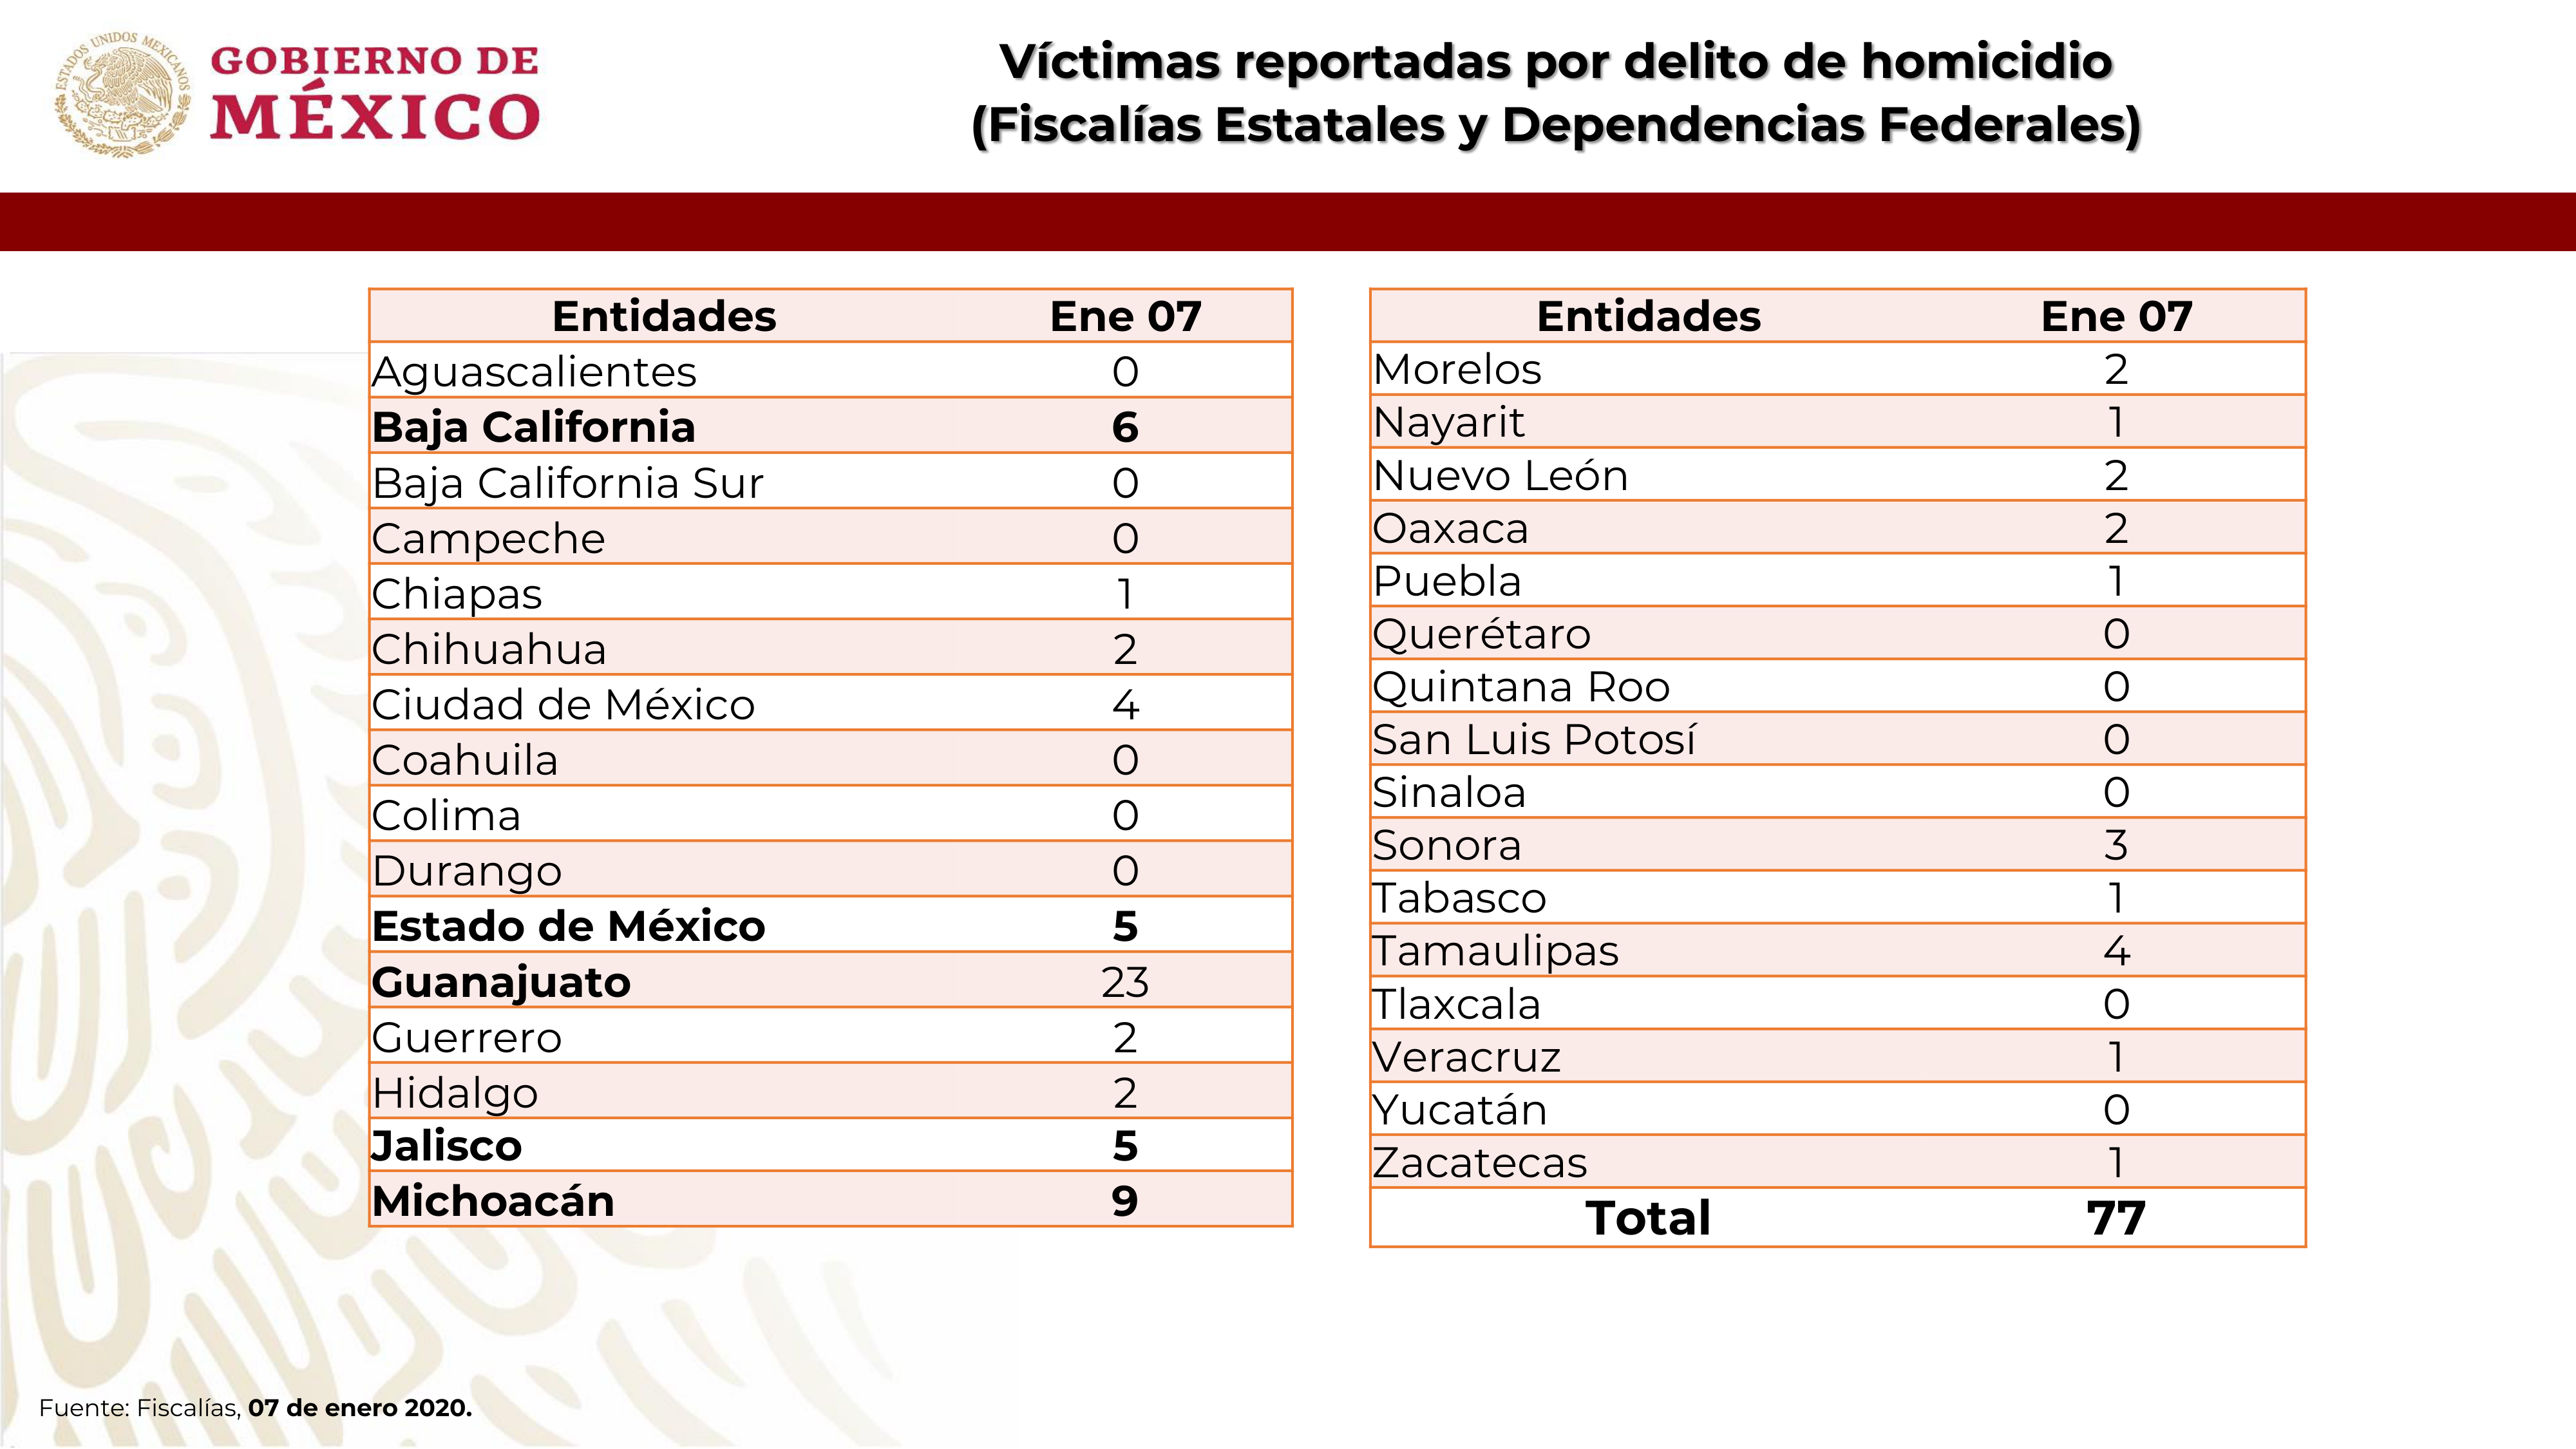 ESTADOS UNIDOS MEXICANOS
GOBIERNO DE
MÉXICO
Víctimas reportadas por delito de homicidio
(Fiscalías Estatales y Dependencias Federales)
Entidades Ene 07
Aguascalientes 0
Baja California 6
Baja California Sur 0
Campeche 0
Chiapas 1
Chihuahua 2
Ciudad de México 4
Coahuila 0
Colima 0
Durango 0
Estado de México 5
Guanajuato 23
Guerrero 2
Hidalgo 2
Jalisco 5
Michoacán 9
Entidades Ene 07
Morelos 2
Nayarit 1
Nuevo León 2
Oaxaca 2
Puebla 1
Querétaro 0
Quintana Roo 0
San Luis Potosí 0
Sinaloa 0
Sonora 3
Tabasco 1
Tamaulipas 4
Tlaxcala 0
Veracruz 1
Yucatán 0
Zacatecas 1
Total 77
Fuente: Fiscalías, 07 de enero 2020.